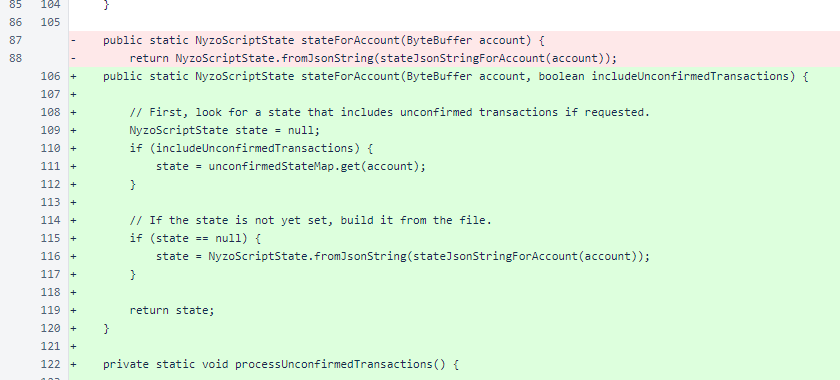 85 104 }
86 105
87 - public static NyzoScriptState stateForAccount(ByteBuffer account) {
88 - return NyzoScriptState.fromJsonString(stateJsonStringForAccount(account));
106 + public static NyzoScriptState stateForAccount(ByteBuffer account, boolean includeUnconfirmedTransactions) {
107 +
108 + // First, look for a state that includes unconfirmed transactions if requested.
109 + NyzoScriptState state = null;
110 + if (includeUnconfirmedTransactions) {
111 + state = unconfirmedStateMap.get(account);
112 + }
113 +
114 + // If the state is not yet set, build it from the file.
115 + if (state == null) {
116 + state = NyzoScriptState.fromJsonString(stateJsonStringForAccount(account));
117 + }
118 +
119 + return state;
120 + }
121 +
122 + private static void processUnconfirmedTransactions() {